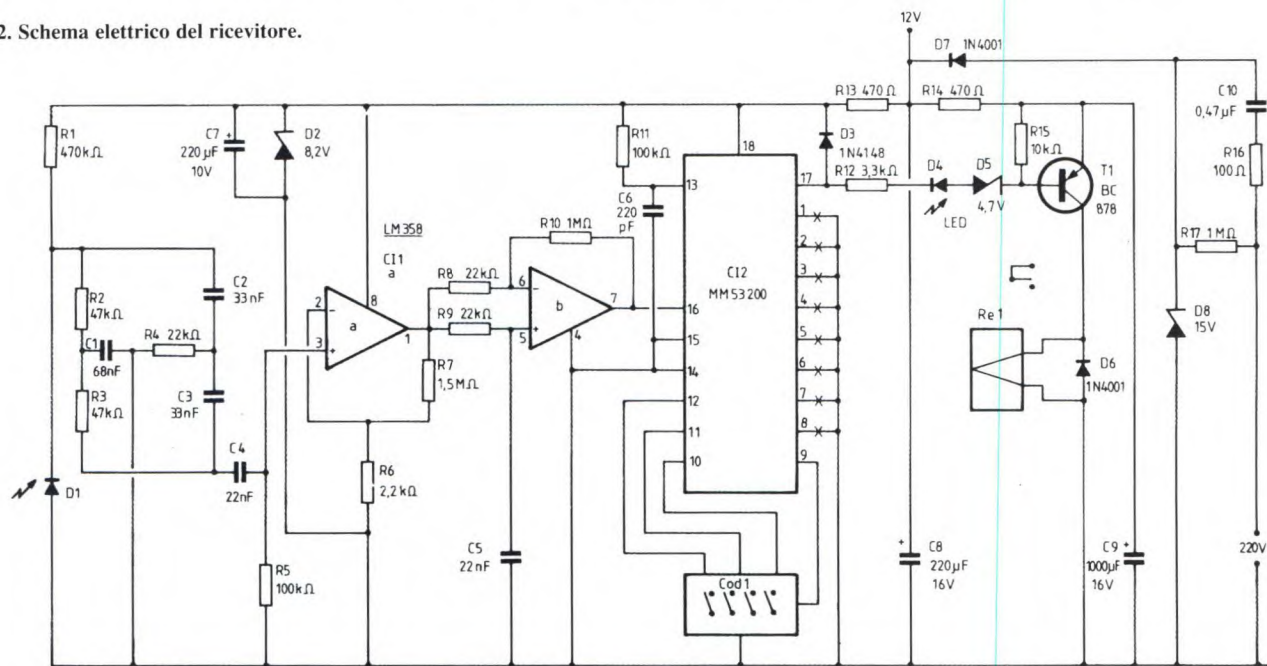 2. Schema elettrico del ricevitore.
12V
D7 1N4001
R13 470Ω
R14 470Ω
C10
0,47µF
R1
470kΩ
C7
220µF
10V
+
D2
8,2V
R11
100kΩ
18
D3
1N4148
R15
10kΩ
R16
100Ω
T1
BC
878
13
17
R12 3,3kΩ
D4
LED
D5
4,7V
C6
220
pF
LM358
CI1
a
R10 1MΩ
1
2
3
4
5
6
7
8
9
CI2
MM53200
R17 1MΩ
C2
33nF
R2
47kΩ
R8 22kΩ
R9 22kΩ
6
-
5
+
b
7
4
16
15
14
12
11
10
2
-
3
+
a
8
1
R4 22kΩ
C1
68nF
R3
47kΩ
C3
33nF
R7
1,5MΩ
Re1
D6
1N4001
D8
15V
C4
22nF
D1
R6
2,2kΩ
C5
22nF
R5
100kΩ
Cod1
+
C8
220µF
16V
C9
+
1000µF
16V
220V